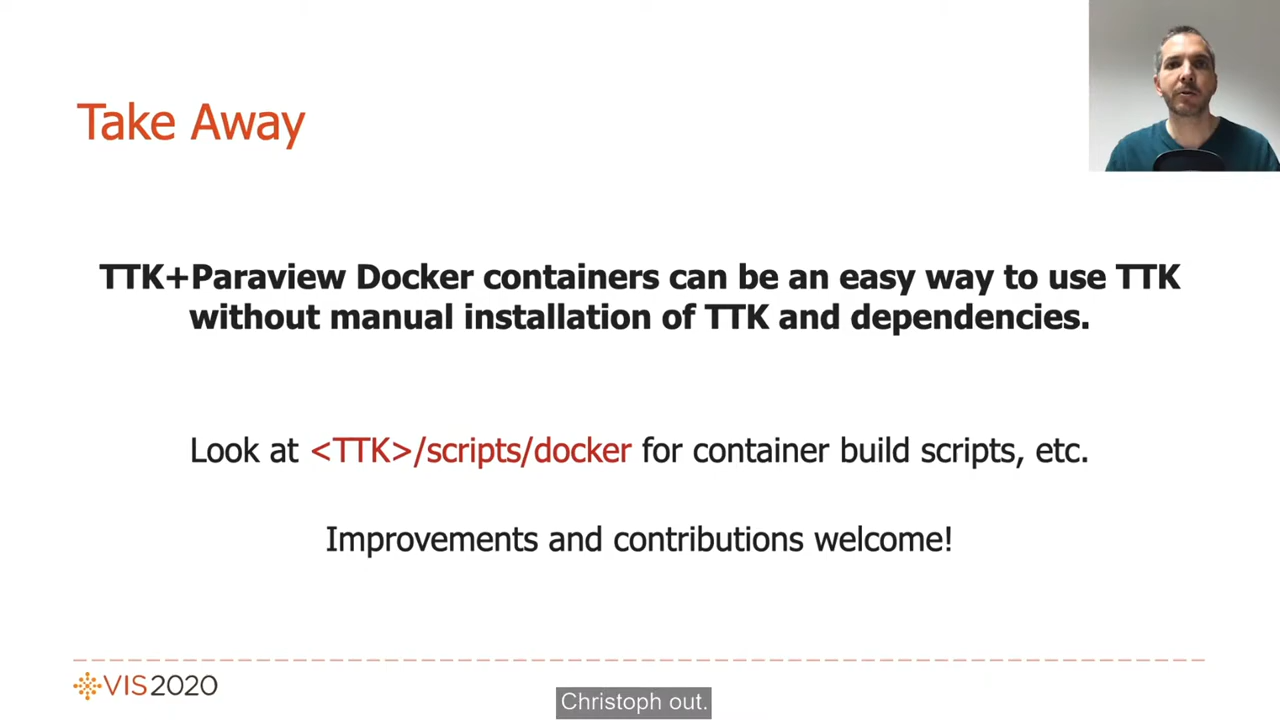 Take Away
TTK+Paraview Docker containers can be an easy way to use TTK
without manual installation of TTK and dependencies.
Look at <TTK>/scripts/docker for container build scripts, etc.
Improvements and contributions welcome!
VIS2020
Christoph out.